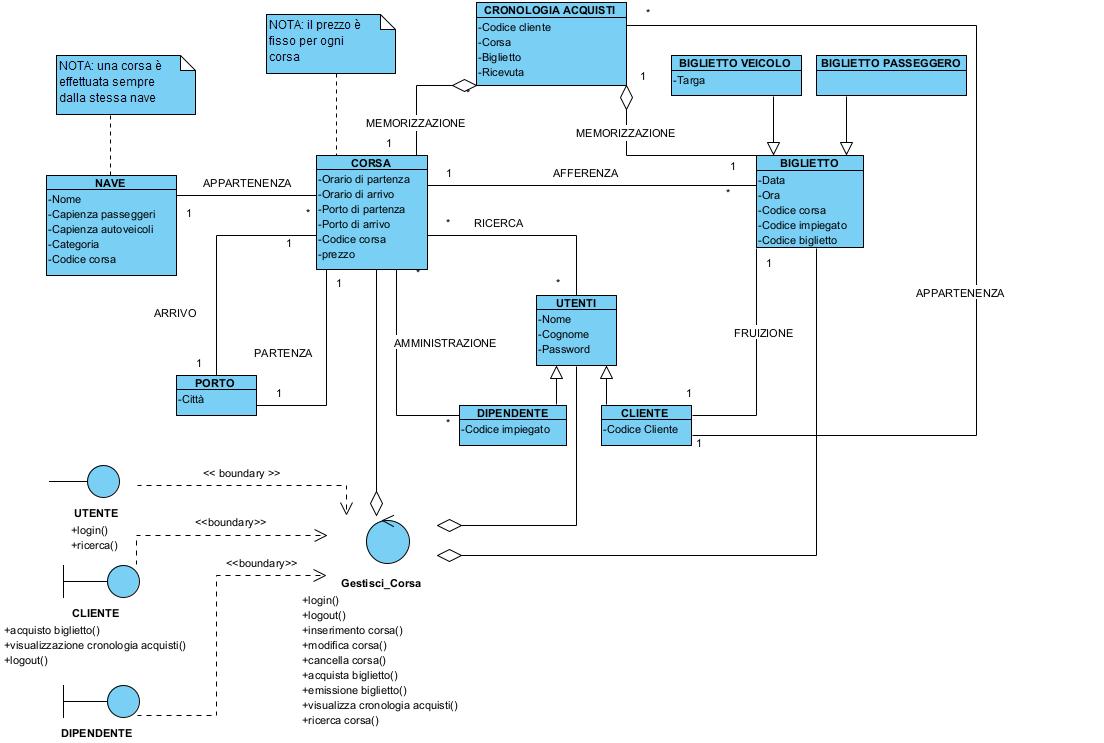 CRONOLOGIA ACQUISTI
-Codice cliente
-Corsa
-Biglietto
-Ricevuta
*
NOTA: il prezzo è
fisso per ogni
corsa
NOTA: una corsa è
effettuata sempre
dalla stessa nave
BIGLIETTO VEICOLO
-Targa
BIGLIETTO PASSEGGERO
1
*
MEMORIZZAZIONE
1
MEMORIZZAZIONE
1
NAVE
-Nome
-Capienza passeggeri
-Capienza autoveicoli
-Categoria
-Codice corsa
APPARTENENZA
1
*
CORSA
-Orario di partenza
-Orario di arrivo
-Porto di partenza
-Porto di arrivo
-Codice corsa
-prezzo
1
AFFERENZA
*
BIGLIETTO
-Data
-Ora
-Codice corsa
-Codice impiegato
-Codice biglietto
*
RICERCA
*
1
1
*
1
ARRIVO
PARTENZA
1
1
PORTO
-Città
UTENTI
-Nome
-Cognome
-Password
AMMINISTRAZIONE
*
FRUIZIONE
1
APPARTENENZA
1
DIPENDENTE
-Codice impiegato
CLIENTE
-Codice Cliente
<< boundary >>
UTENTE
+login()
+ricerca()
<<boundary>>
CLIENTE
+acquisto biglietto()
+visualizzazione cronologia acquisti()
+logout()
<<boundary>>
DIPENDENTE
Gestisci_Corsa
+login()
+logout()
+inserimento corsa()
+modifica corsa()
+cancella corsa()
+acquista biglietto()
+emissione biglietto()
+visualizza cronologia acquisti()
+ricerca corsa()